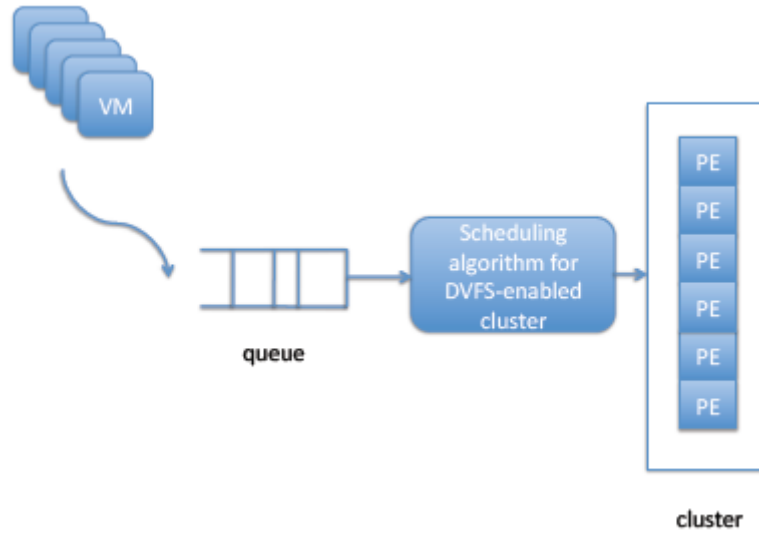 VM
queue
Scheduling
algorithm for
DVFS-enabled
cluster
PE
PE
PE
PE
PE
PE
cluster